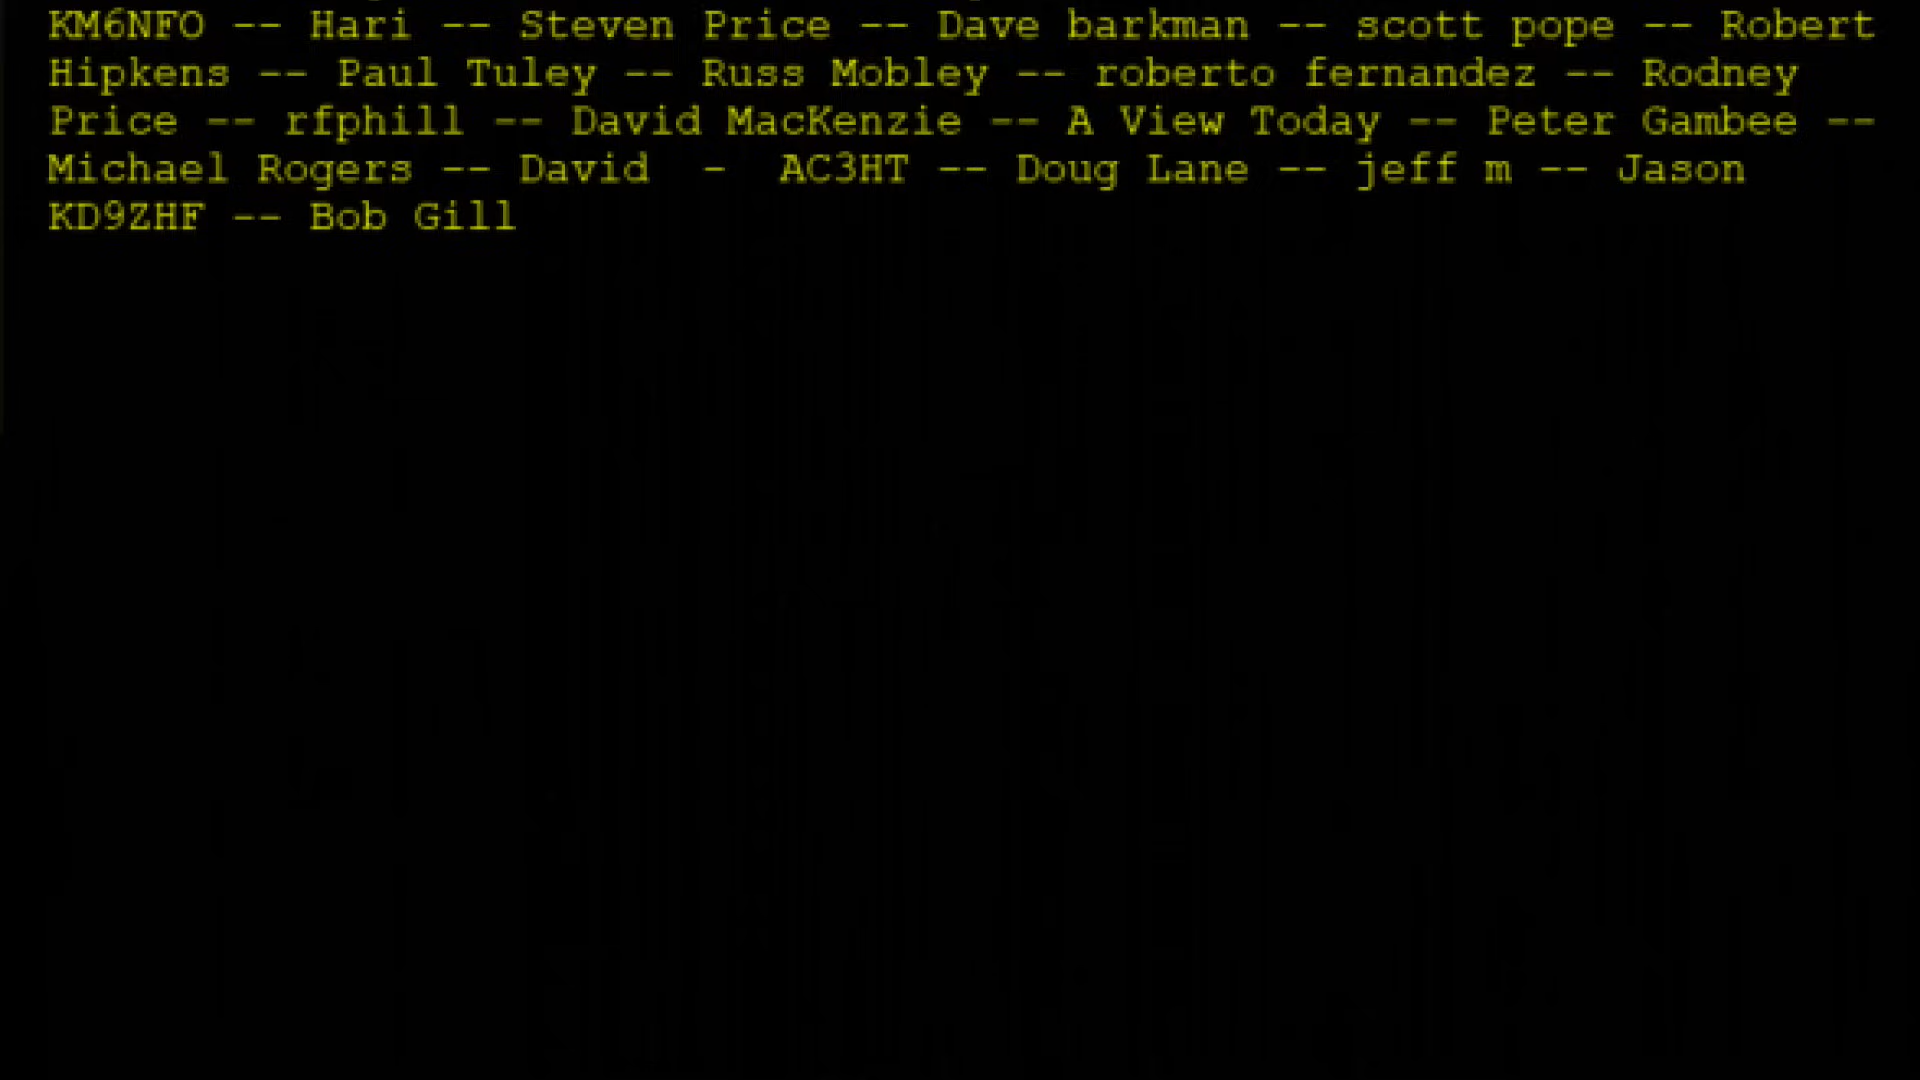 KM6NFO -- Hari -- Steven Price -- Dave barkman -- scott pope -- Robert
Hipkens -- Paul Tuley -- Russ Mobley -- roberto fernandez -- Rodney
Price -- rfphill -- David MacKenzie -- A View Today -- Peter Gambee --
Michael Rogers -- David  -  AC3HT -- Doug Lane -- jeff m -- Jason
KD9ZHF -- Bob Gill